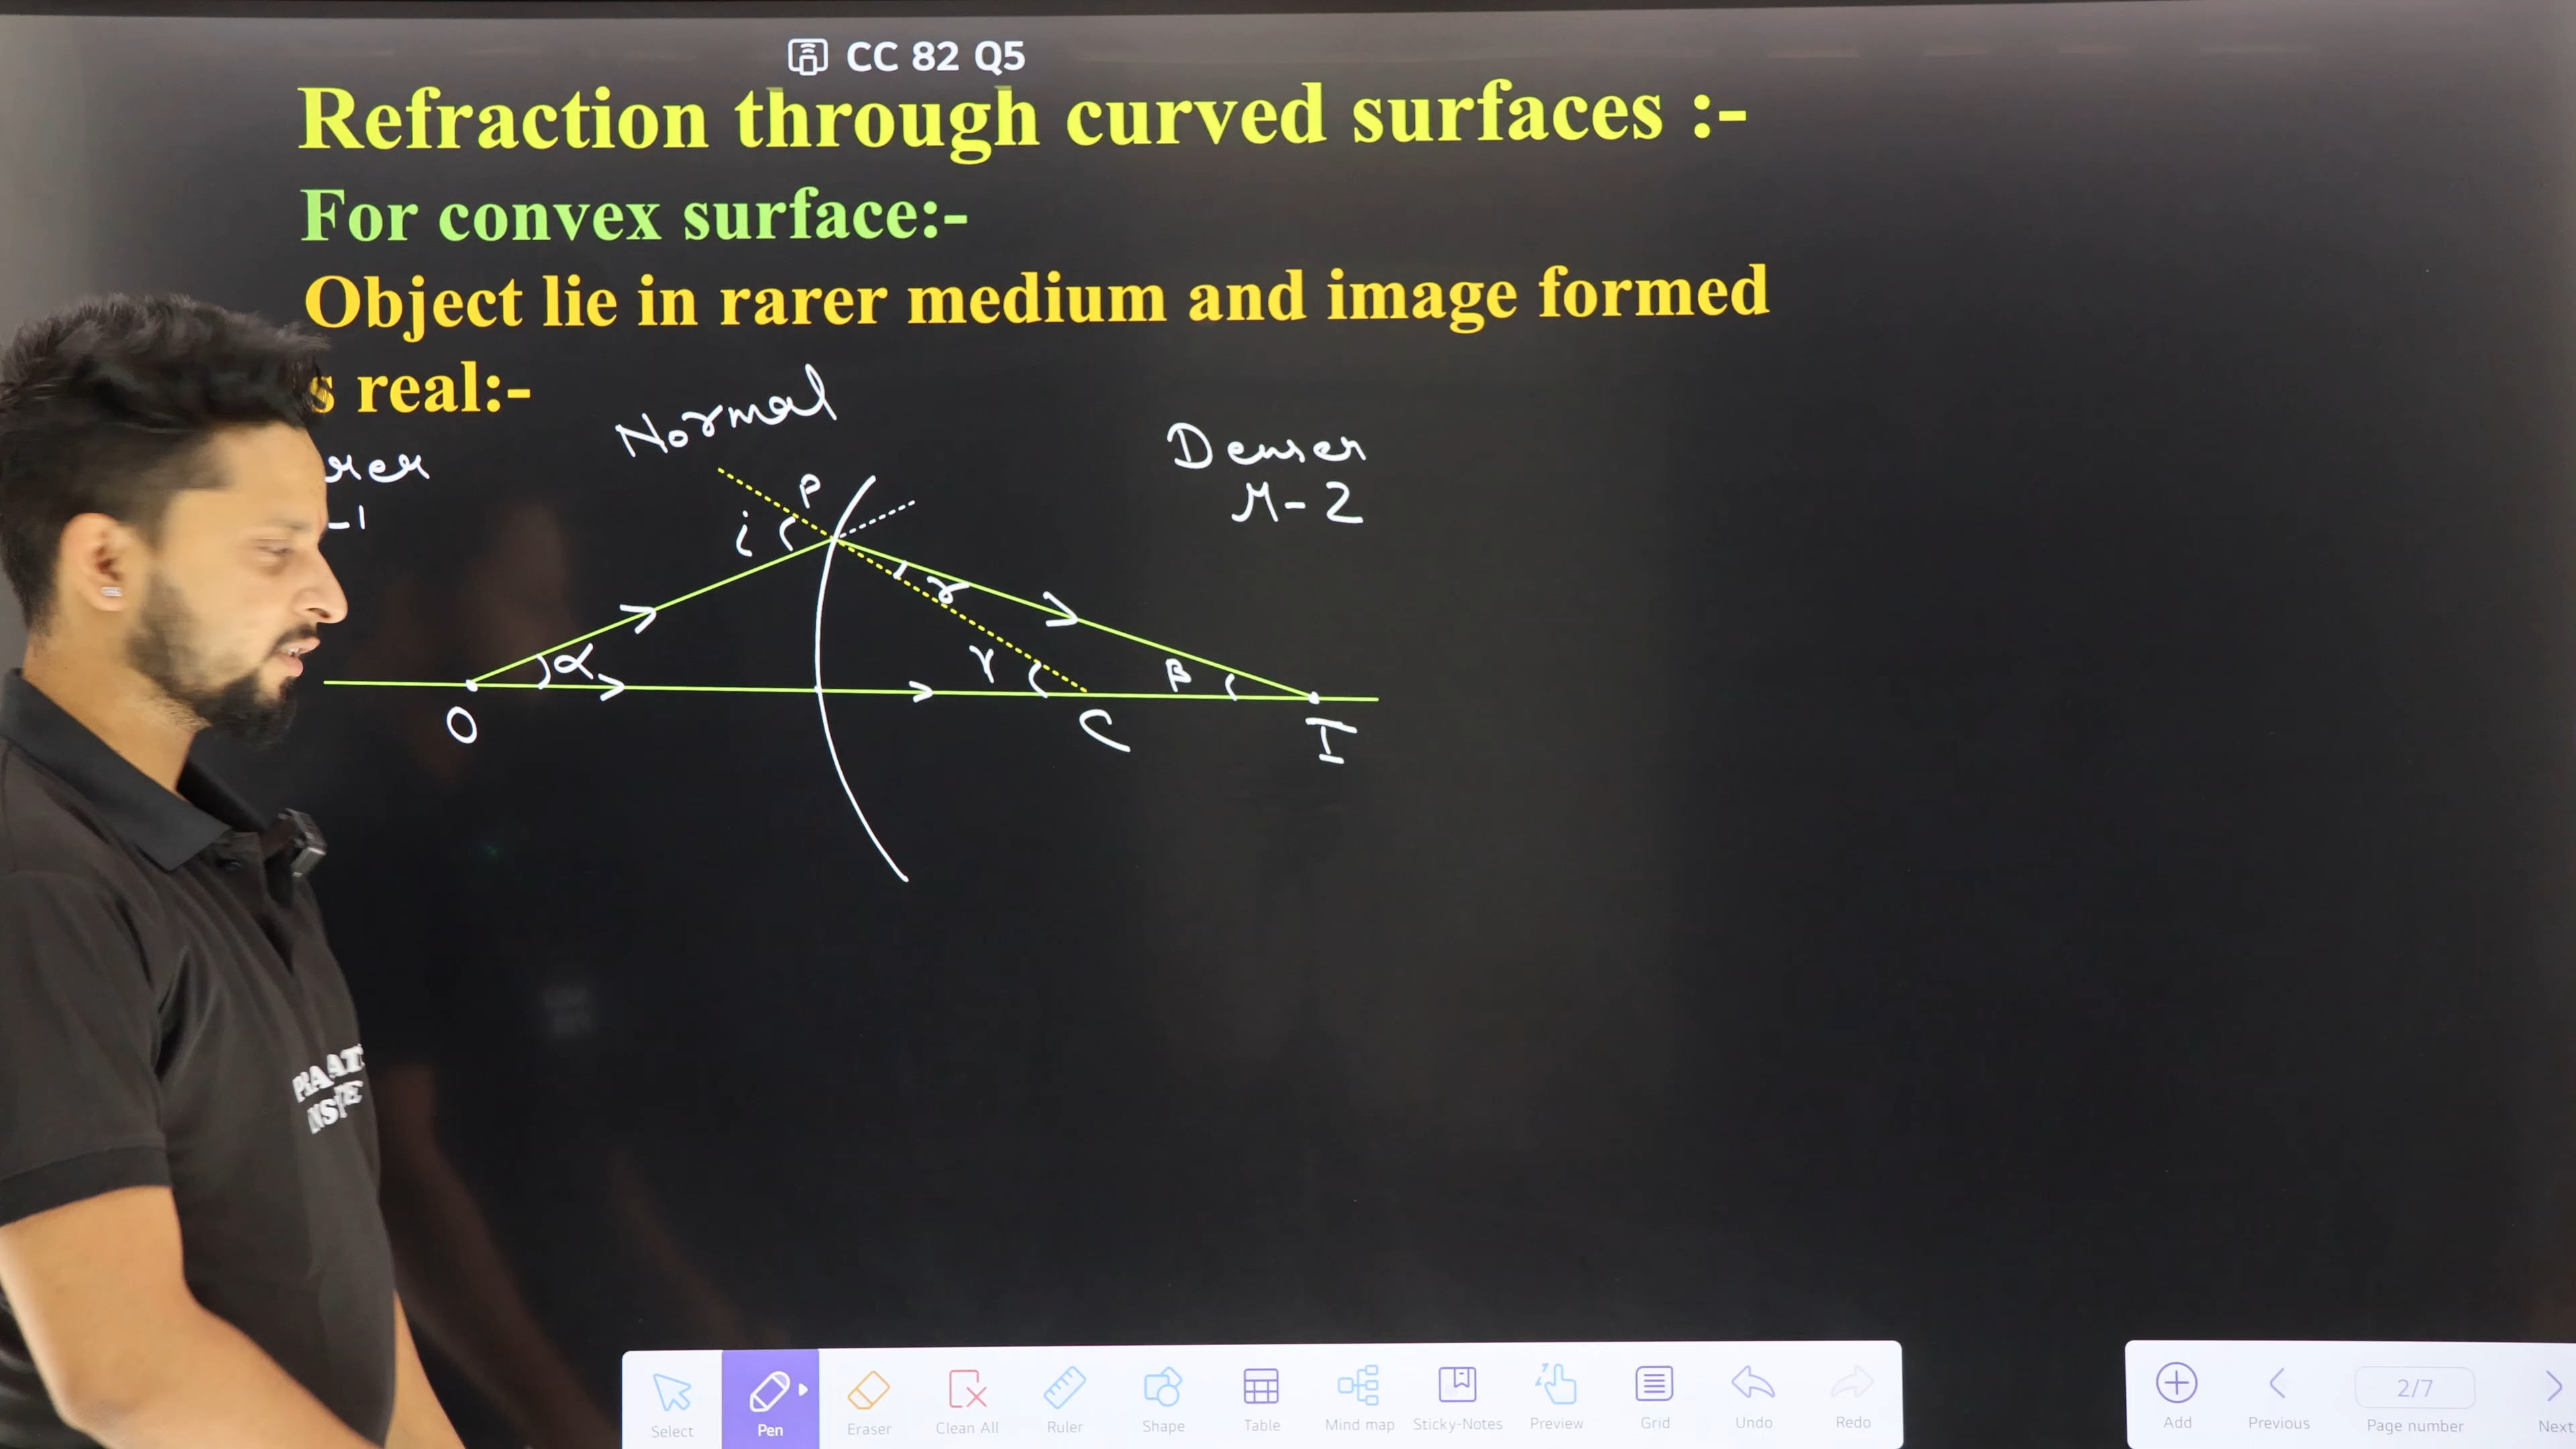 CC 82 Q5
Refraction through curved surfaces :-
For convex surface:-
Object lie in rarer medium and image formed
s real:-
Normal
Denser
rer
M-2
-1
P
i
r
α
γ
β
O
C
I
Select
Pen
Eraser
Clean All
Ruler
Shape
Table
Mind map
Sticky-Notes
Preview
Grid
Undo
Redo
Add
Previous
2/7
Page number
Next